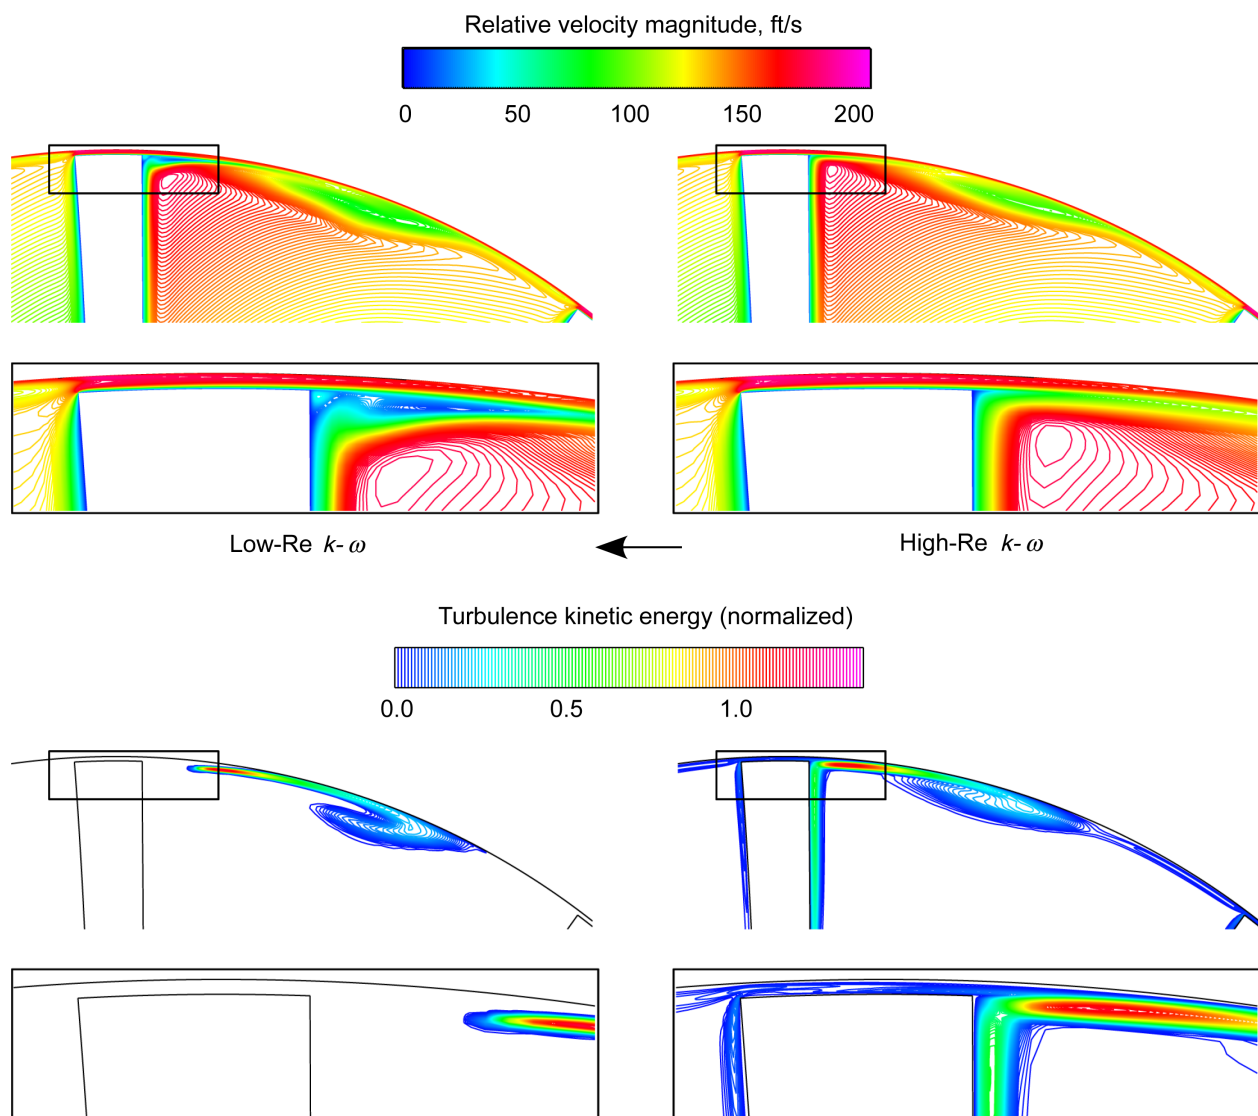 Relative velocity magnitude, ft/s
0 50 100 150 200
Low-Re k-ω
High-Re k-ω
Turbulence kinetic energy (normalized)
0.0 0.5 1.0